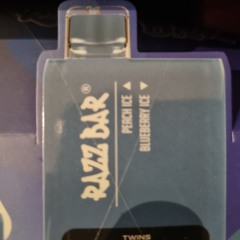 RAZZ BAR®
PEACH ICE ▲
BLUEBERRY ICE ▼
TWINS